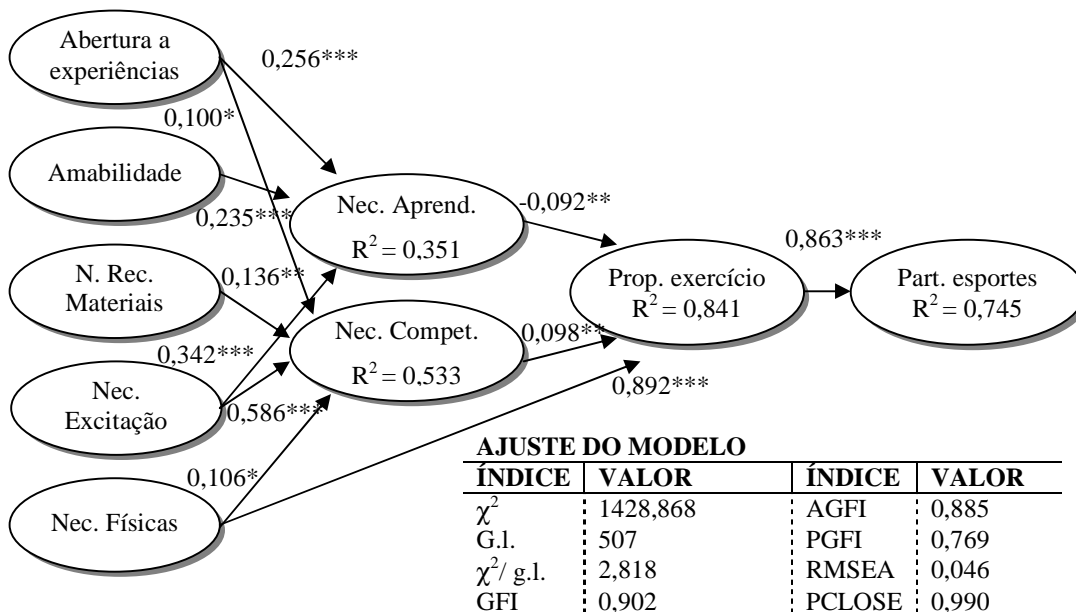 Abertura a
experiências
0,256***
0,100*
Amabilidade
0,235***
Nec. Aprend.
R² = 0,351
-0,092**
0,863***
N. Rec.
Materiais
0,136**
Prop. exercício
R² = 0,841
Part. esportes
R² = 0,745
Nec. Compet.
R² = 0,533
0,098**
0,342***
0,892***
Nec.
Excitação
0,586***
0,106*
Nec. Físicas
AJUSTE DO MODELO
ÍNDICE VALOR ÍNDICE VALOR
χ² 1428,868 AGFI 0,885
G.l. 507 PGFI 0,769
χ²/ g.l. 2,818 RMSEA 0,046
GFI 0,902 PCLOSE 0,990